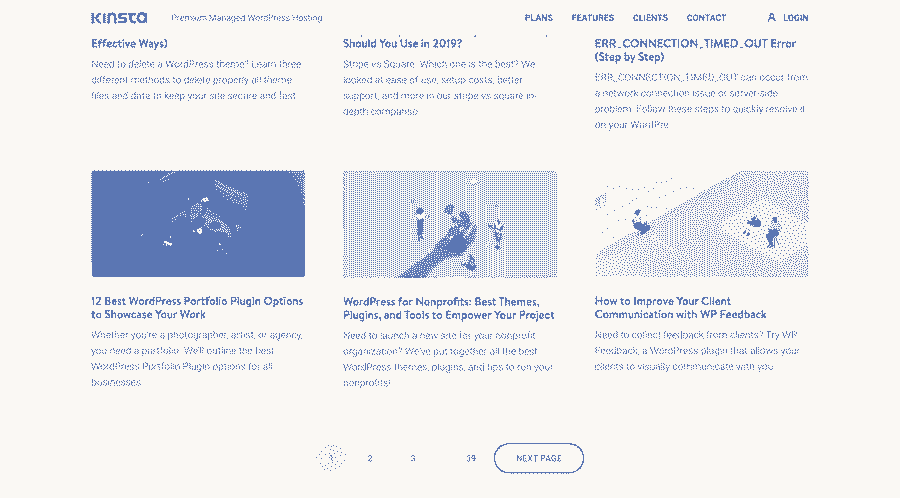 KINSTA Premium Managed WordPress Hosting PLANS FEATURES CLIENTS CONTACT LOGIN
Effective Ways)
Need to delete a WordPress theme? Learn three
different methods to delete properly all theme
files and data to keep your site secure and fast.
Should You Use in 2019?
Stripe vs Square: Which one is the best? We
looked at ease of use, setup costs, better
support, and more in our stripe vs square in-
depth comparison
ERR_CONNECTION_TIMED_OUT Error
(Step by Step)
ERR_CONNECTION_TIMED_OUT can occur from
a network connection issue or server-side
problem. Follow these steps to quickly resolve it
on your WordPre
12 Best WordPress Portfolio Plugin Options
to Showcase Your Work
Whether you're a photographer, artist, or agency,
you need a portfolio. We'll outline the best
WordPress Portfolio Plugin options for all
businesses.
WordPress for Nonprofits: Best Themes,
Plugins, and Tools to Empower Your Project
Need to launch a new site for your nonprofit
organization? We've put together all the best
WordPress themes, plugins, and tips to run your
nonprofits!
How to Improve Your Client
Communication with WP Feedback
Need to collect feedback from clients? Try WP
Feedback, a WordPress plugin that allows your
clients to visually communicate with you.
1 2 3 39 NEXT PAGE